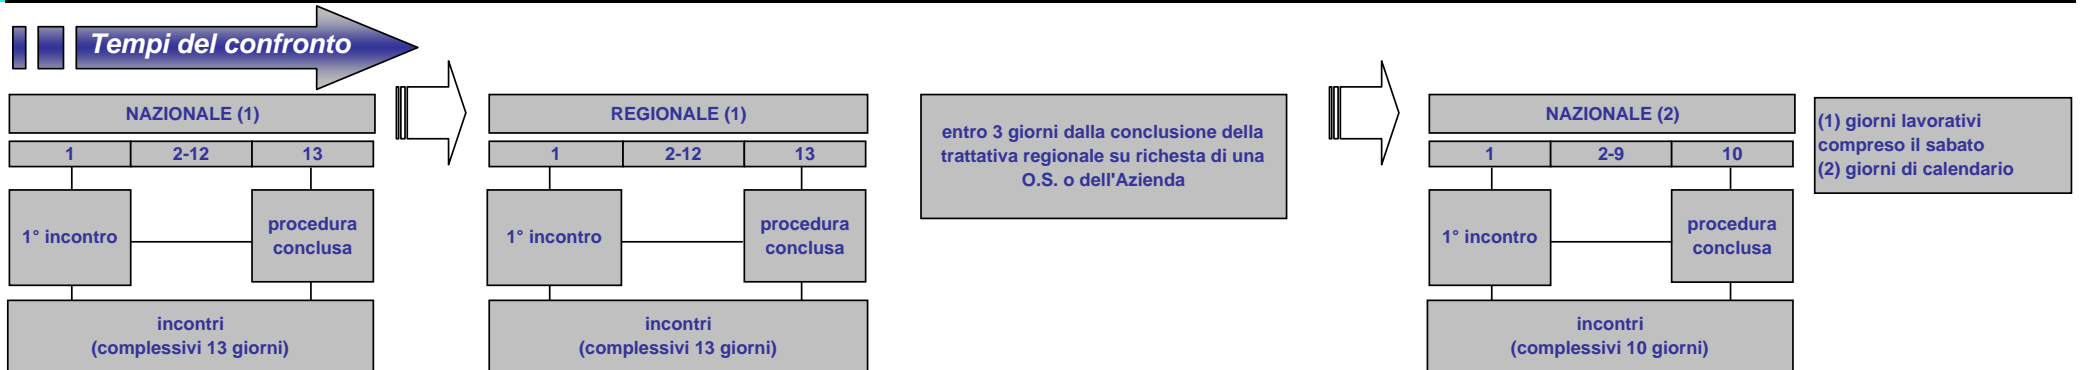 Tempi del confronto
NAZIONALE (1)
1 2-12 13
1° incontro
procedura
conclusa
incontri
(complessivi 13 giorni)
REGIONALE (1)
1 2-12 13
1° incontro
procedura
conclusa
incontri
(complessivi 13 giorni)
entro 3 giorni dalla conclusione della
trattativa regionale su richesta di una
O.S. o dell'Azienda
NAZIONALE (2)
1 2-9 10
1° incontro
procedura
conclusa
incontri
(complessivi 10 giorni)
(1) giorni lavorativi
compreso il sabato
(2) giorni di calendario